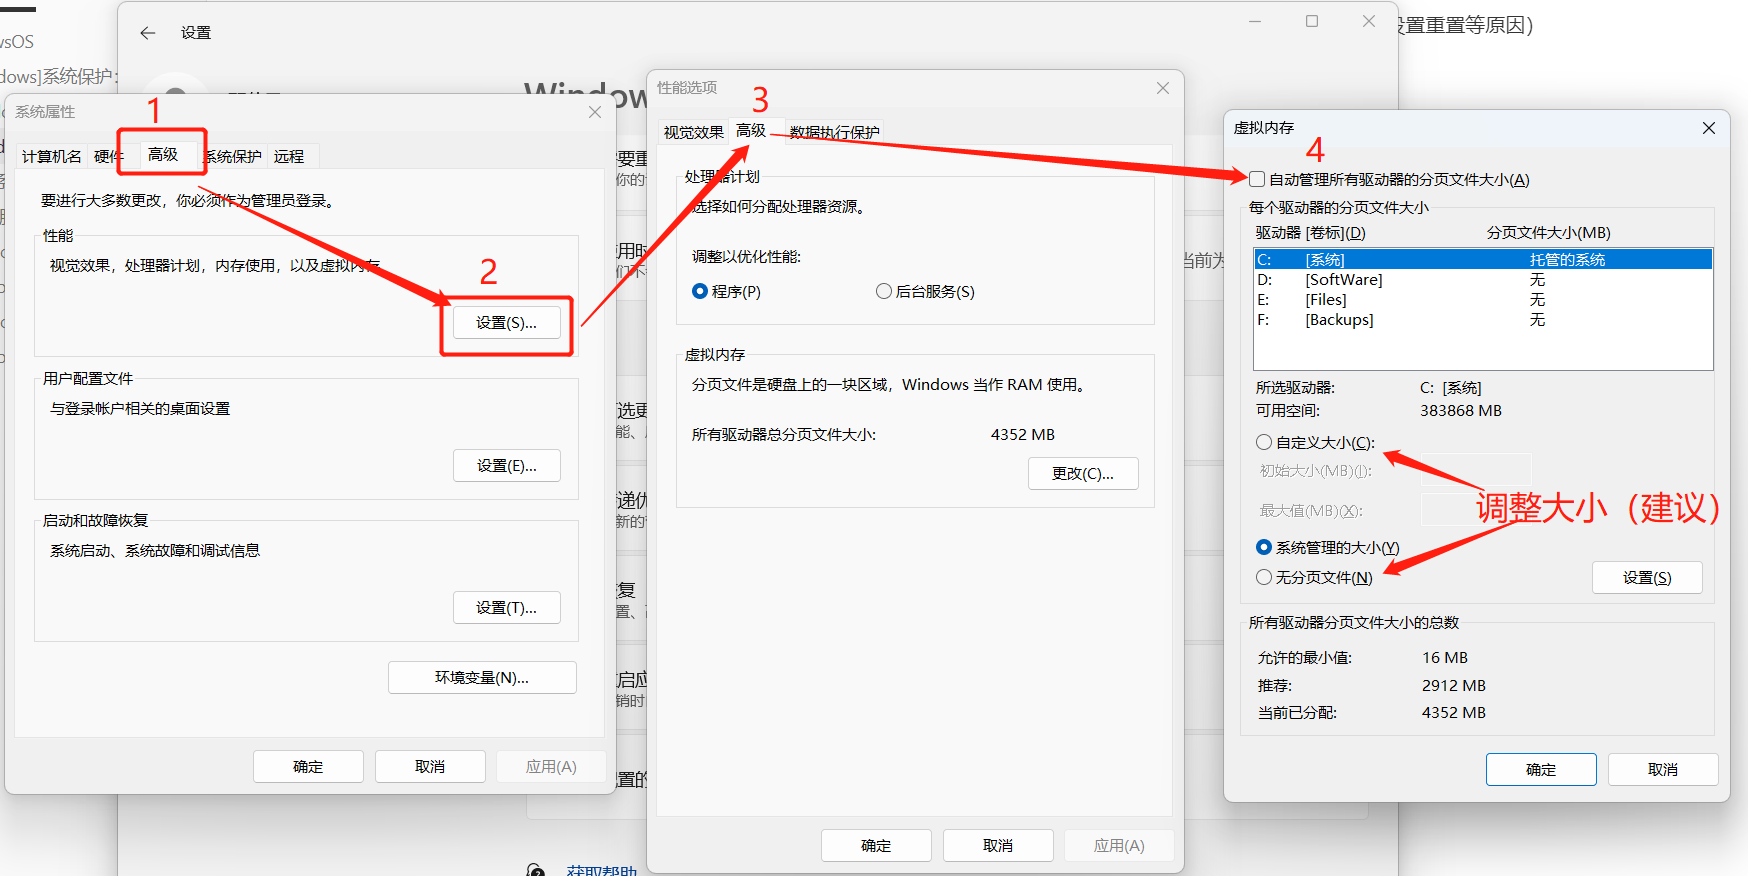 设置重置等原因)
wsOS
dows]系统保护:
设置
Window
系统属性
1
计算机名 硬件 高级 系统保护 远程
要进行大多数更改，你必须作为管理员登录。
性能
视觉效果，处理器计划，内存使用，以及虚拟内存
2
设置(S)...
用户配置文件
与登录帐户相关的桌面设置
设置(E)...
启动和故障恢复
系统启动、系统故障和调试信息
设置(T)...
环境变量(N)...
确定 取消 应用(A)
获取帮助
性能选项
3
视觉效果 高级 数据执行保护
处理器计划
选择如何分配处理器资源。
调整以优化性能:
程序(P) 后台服务(S)
虚拟内存
分页文件是硬盘上的一块区域，Windows 当作 RAM 使用。
所有驱动器总分页文件大小: 4352 MB
更改(C)...
确定 取消 应用(A)
当前为
虚拟内存
4
自动管理所有驱动器的分页文件大小(A)
每个驱动器的分页文件大小
驱动器 [卷标](D) 分页文件大小(MB)
C: [系统] 托管的系统
D: [SoftWare] 无
E: [Files] 无
F: [Backups] 无
所选驱动器: C: [系统]
可用空间: 383868 MB
自定义大小(C):
初始大小(MB)(I):
调整大小（建议）
最大值(MB)(X):
系统管理的大小(Y)
无分页文件(N)
设置(S)
所有驱动器分页文件大小的总数
允许的最小值: 16 MB
推荐: 2912 MB
当前已分配: 4352 MB
确定 取消